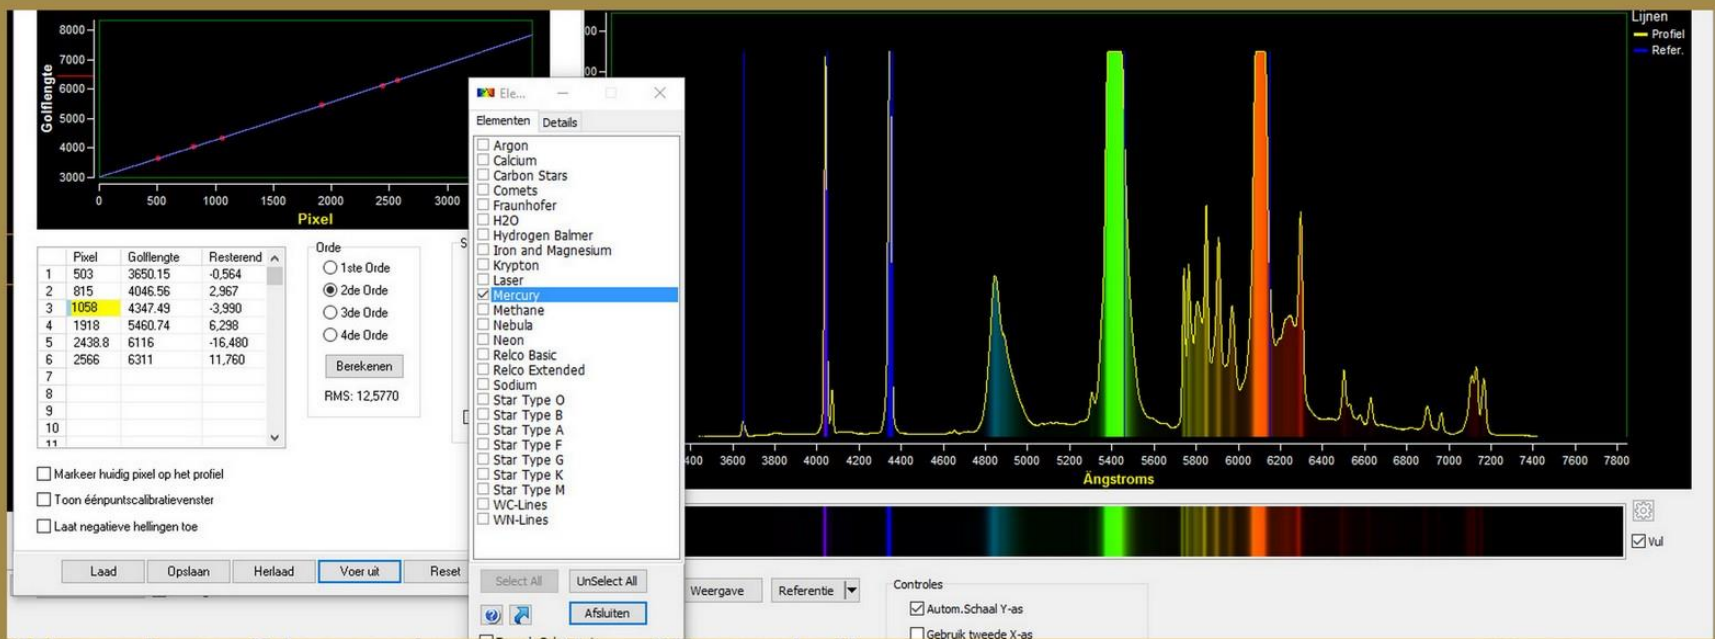 8000
7000
6000
5000
4000
3000
Golflengte
0 500 1000 1500 2000 2500 3000
Pixel
Pixel Golflengte Resterend
1 503 3650.15 -0,564
2 815 4046.56 2,967
3 1058 4347.49 -3,990
4 1918 5460.74 6,298
5 2438.8 6116 -16,480
6 2566 6311 11,760
7
8
9
10
11
Orde
1ste Orde
2de Orde
3de Orde
4de Orde
Berekenen
RMS: 12,5770
Markeer huidig pixel op het profiel
Toon éénpuntscalibratievenster
Laat negatieve hellingen toe
Laad Opslaan Herlaad Voer uit Reset
Ele...
Elementen Details
Argon
Calcium
Carbon Stars
Comets
Fraunhofer
H2O
Hydrogen Balmer
Iron and Magnesium
Krypton
Laser
Mercury
Methane
Nebula
Neon
Relco Basic
Relco Extended
Sodium
Star Type O
Star Type B
Star Type A
Star Type F
Star Type G
Star Type K
Star Type M
WC-Lines
WN-Lines
Select All UnSelect All
Afsluiten
Lijnen
Profiel
Refer.
3600 3800 4000 4200 4400 4600 4800 5000 5200 5400 5600 5800 6000 6200 6400 6600 6800 7000 7200 7400 7600 7800
Ängstroms
Vul
Weergave Referentie
Controles
Autom.Schaal Y-as
Gebruik tweede X-as